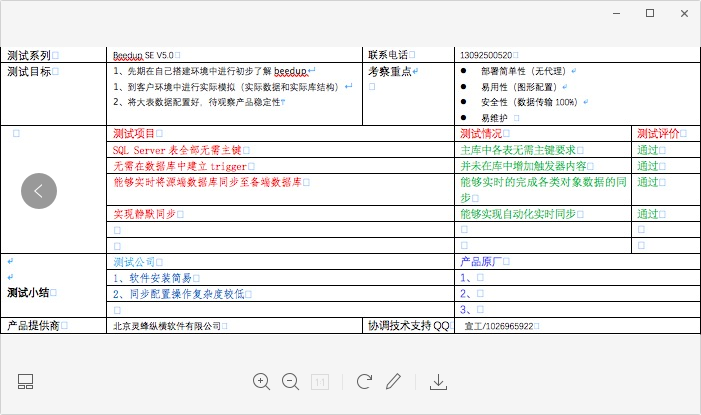 测试系列 Beedup SE V5.0 联系电话 13092500520
测试目标 1、先期在自己搭建环境中进行初步了解 beedup 考察重点 ● 部署简单性（无代理）
1、到客户环境中进行实际模拟（实际数据和实际库结构） ● 易用性（图形配置）
2、将大表数据配置好，待观察产品稳定性 ● 安全性（数据传输 100%）
● 易维护
测试项目 测试情况 测试评价
SQL Server 表全部无需主键 主库中各表无需主键要求 通过
无需在数据库中建立 trigger 并未在库中增加触发器内容 通过
能够实时将源端数据库同步至备端数据库 能够实时的完成各类对象数据的同 通过
步
实现静默同步 能够实现自动化实时同步 通过
测试公司 产品原厂
1、软件安装简易 1、
测试小结 2、同步配置操作复杂度较低 2、
3、
产品提供商 北京灵蜂纵横软件有限公司 协调技术支持 QQ 宜工/1026965922